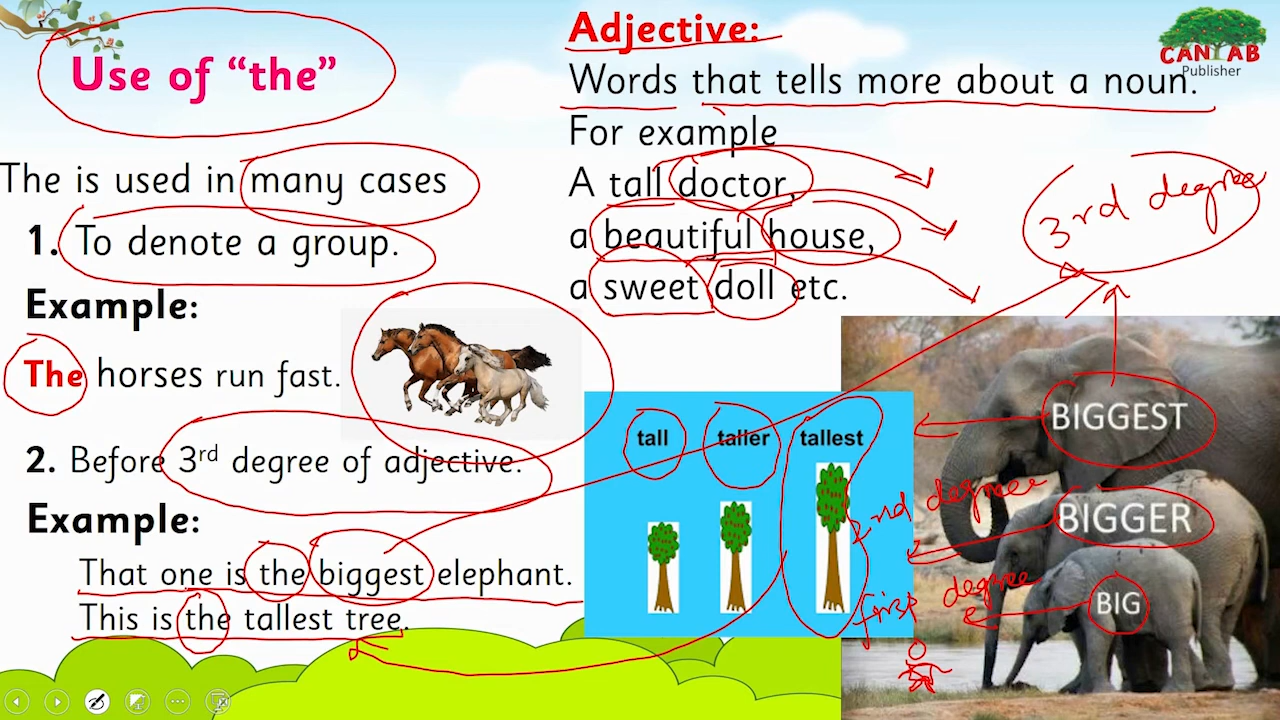 Use of “the”
The is used in many cases
1. To denote a group.
Example:
The horses run fast.
2. Before 3rd degree of adjective.
Example:
That one is the biggest elephant.
This is the tallest tree.
Adjective:
Words that tells more about a noun.
For example
A tall doctor,
a beautiful house,
a sweet doll etc.
CANTAB
Publisher
3rd degree
tall
taller
tallest
BIGGEST
2nd degree
BIGGER
first degree
BIG